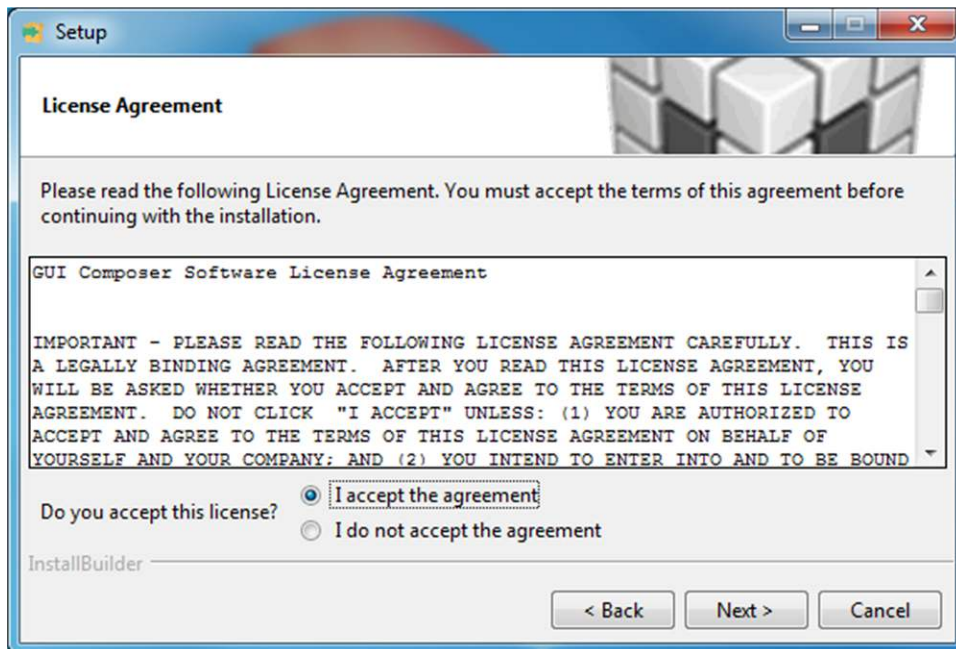 Setup
License Agreement
Please read the following License Agreement. You must accept the terms of this agreement before
continuing with the installation.
GUI Composer Software License Agreement
IMPORTANT - PLEASE READ THE FOLLOWING LICENSE AGREEMENT CAREFULLY.  THIS IS
A LEGALLY BINDING AGREEMENT.  AFTER YOU READ THIS LICENSE AGREEMENT, YOU
WILL BE ASKED WHETHER YOU ACCEPT AND AGREE TO THE TERMS OF THIS LICENSE
AGREEMENT.  DO NOT CLICK  "I ACCEPT" UNLESS: (1) YOU ARE AUTHORIZED TO
ACCEPT AND AGREE TO THE TERMS OF THIS LICENSE AGREEMENT ON BEHALF OF
YOURSELF AND YOUR COMPANY; AND (2) YOU INTEND TO ENTER INTO AND TO BE BOUND
Do you accept this license?
I accept the agreement
I do not accept the agreement
InstallBuilder
< Back Next > Cancel